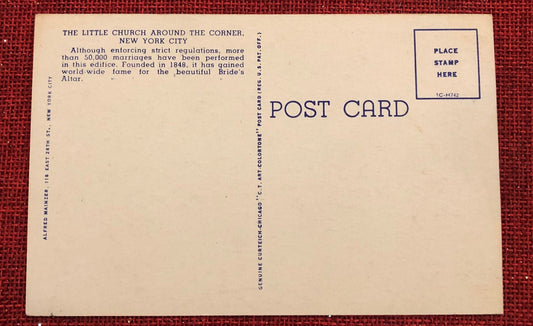 THE LITTLE CHURCH AROUND THE CORNER,
NEW YORK CITY
Although enforcing strict regulations, more
than 50,000 marriages have been performed
in this edifice. Founded in 1848, it has gained
world-wide fame for the beautiful Bride's
Altar.
ALFRED MAINZER, 118 EAST 28TH ST., NEW YORK CITY
GENUINE CURTEICH-CHICAGO "C. T. ART-COLORTONE" POST CARD (REG. U. S. PAT. OFF.)
POST CARD
PLACE
STAMP
HERE
1C-H742